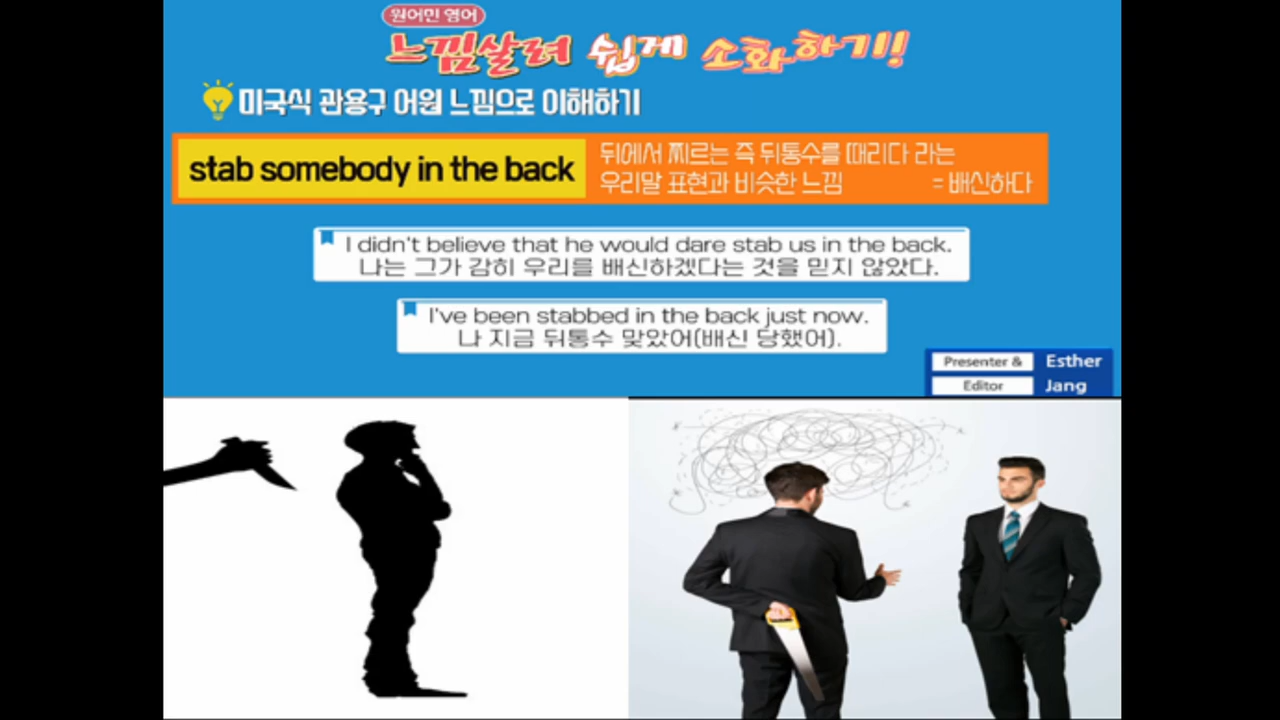 원어민 영어
느낌살려 쉽게 소화하기!
미국식 관용구 어원 느낌으로 이해하기
stab somebody in the back
뒤에서 찌르는 즉 뒤통수를 때리다 라는
우리말 표현과 비슷한 느낌 = 배신하다
I didn't believe that he would dare stab us in the back.
나는 그가 감히 우리를 배신하겠다는 것을 믿지 않았다.
I've been stabbed in the back just now.
나 지금 뒤통수 맞았어(배신 당했어).
Presenter & Esther
Editor Jang